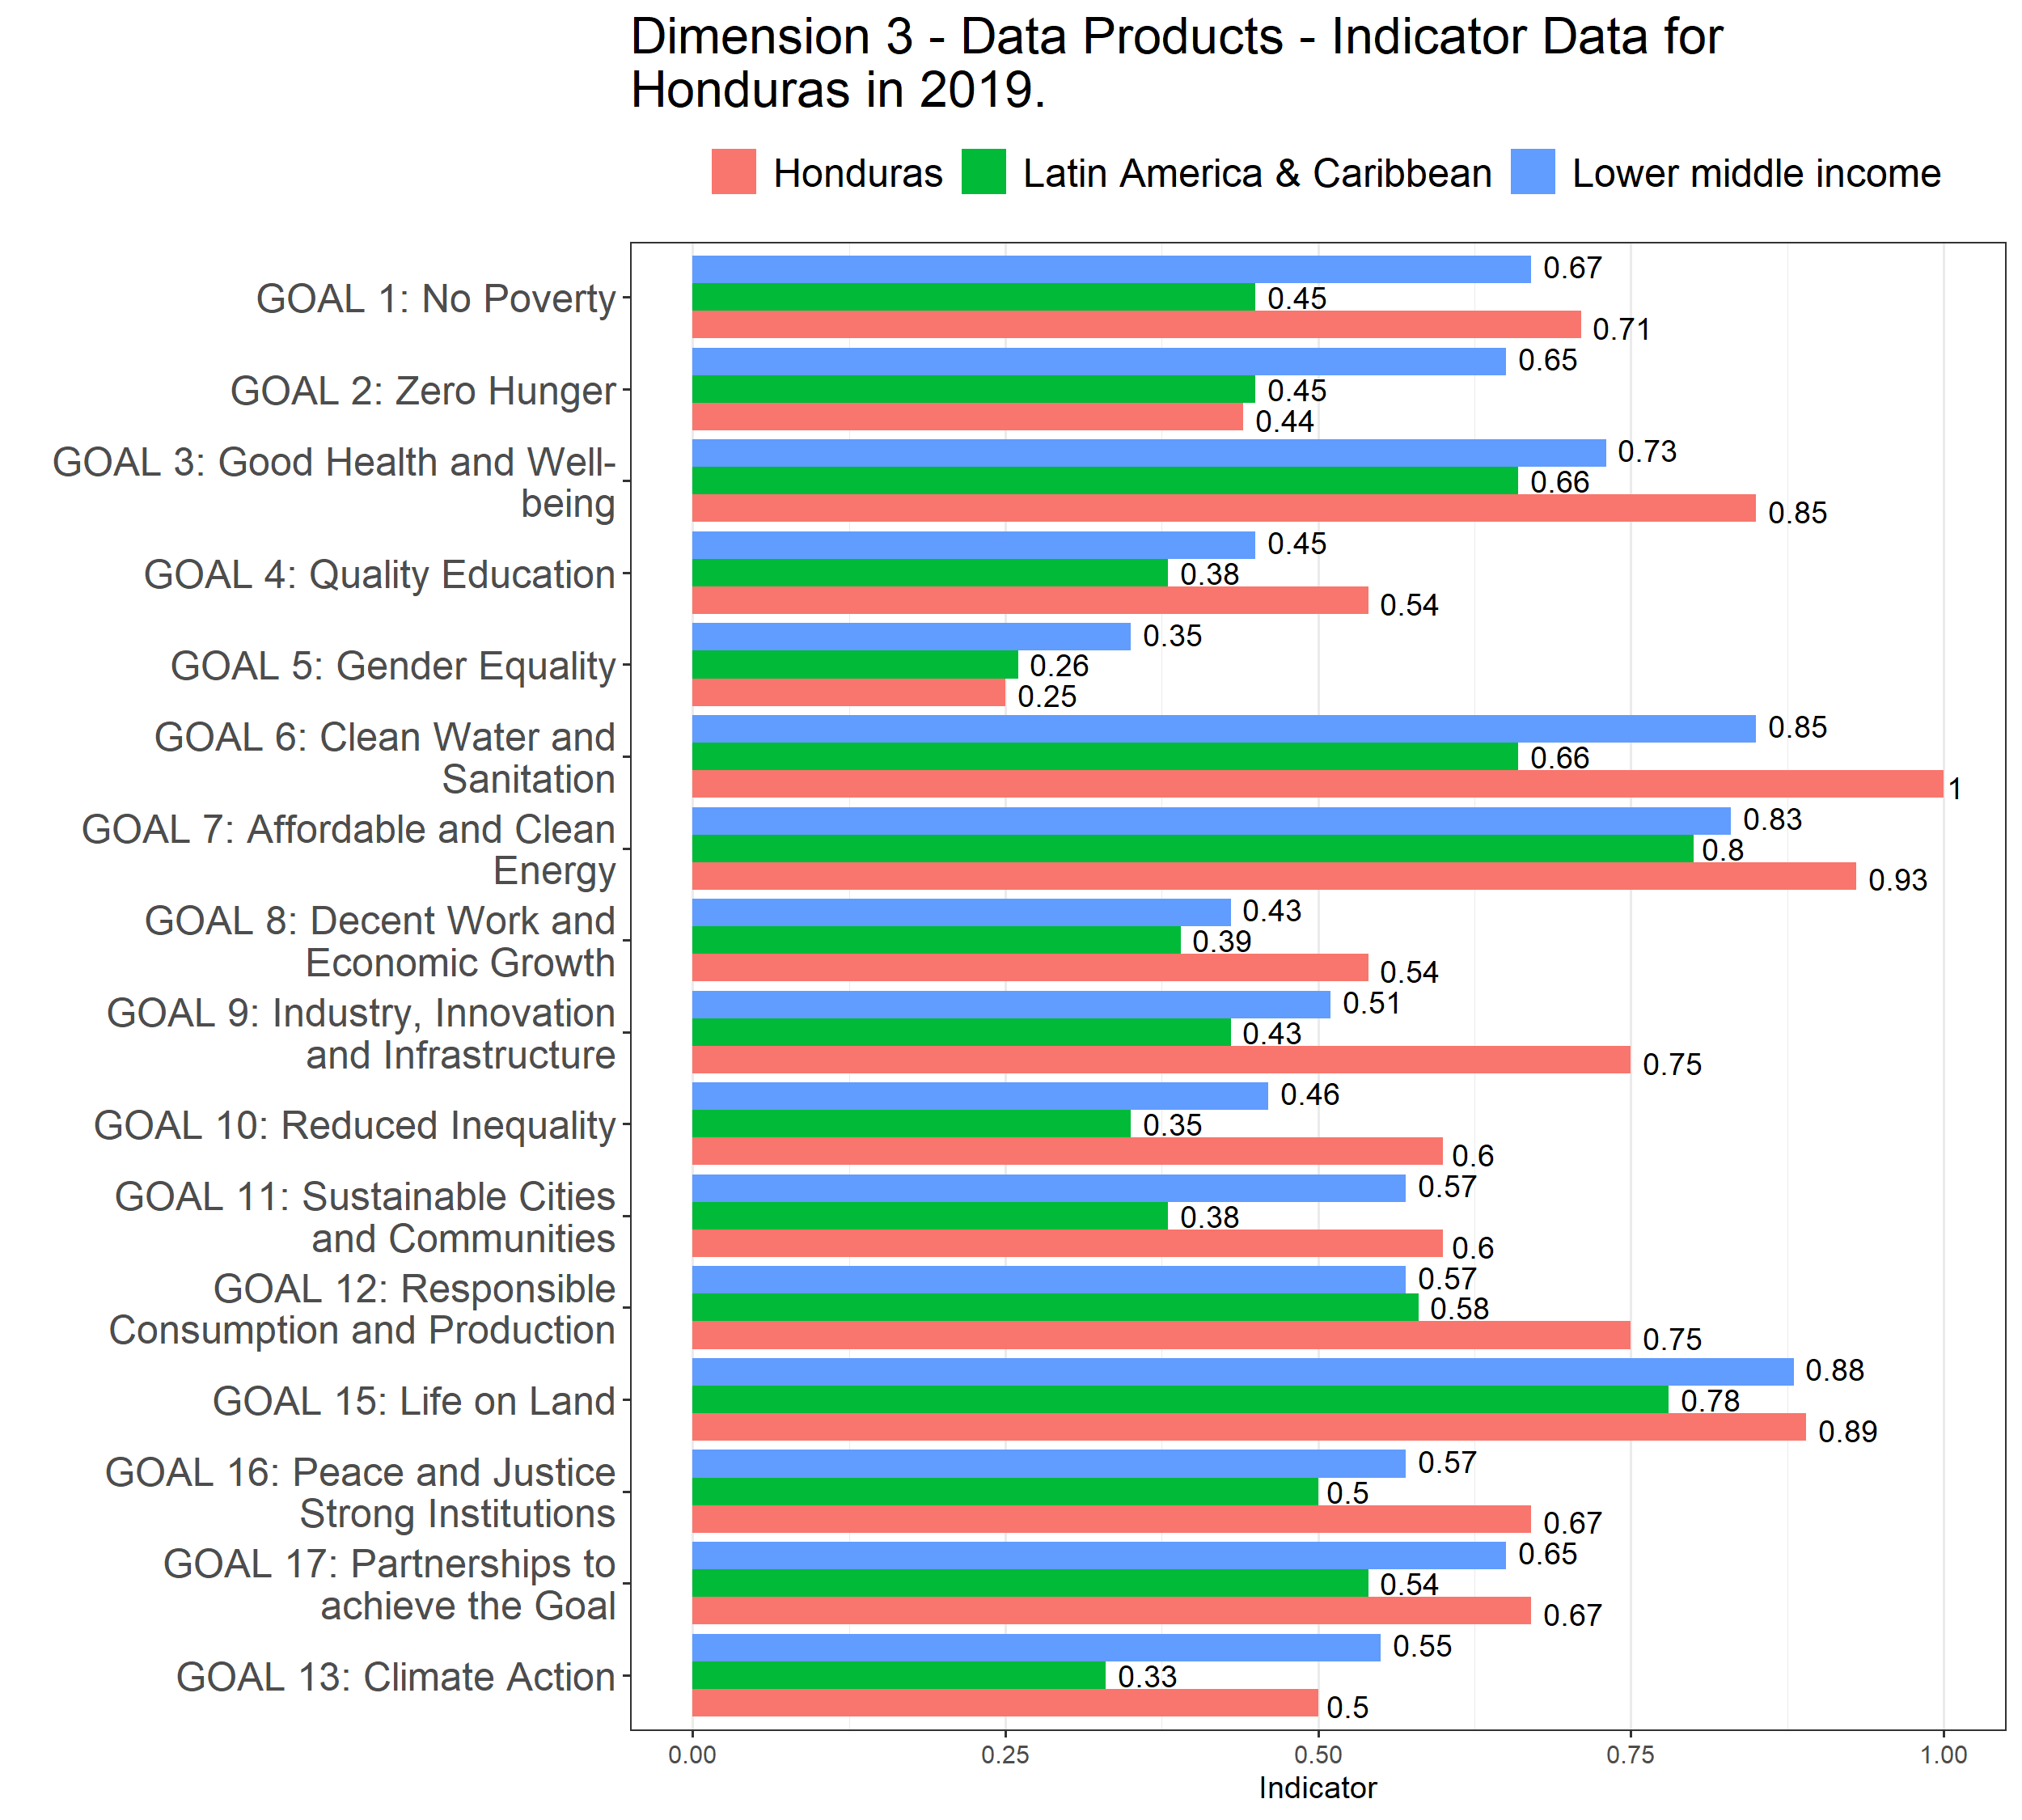 Dimension 3 - Data Products - Indicator Data for
Honduras in 2019.
Honduras
Latin America & Caribbean
Lower middle income
GOAL 1: No Poverty
0.67
0.45
0.71
GOAL 2: Zero Hunger
0.65
0.45
0.44
GOAL 3: Good Health and Well-
being
0.73
0.66
0.85
GOAL 4: Quality Education
0.45
0.38
0.54
GOAL 5: Gender Equality
0.35
0.26
0.25
GOAL 6: Clean Water and
Sanitation
0.85
0.66
1
GOAL 7: Affordable and Clean
Energy
0.83
0.8
0.93
GOAL 8: Decent Work and
Economic Growth
0.43
0.39
0.54
GOAL 9: Industry, Innovation
and Infrastructure
0.51
0.43
0.75
GOAL 10: Reduced Inequality
0.46
0.35
0.6
GOAL 11: Sustainable Cities
and Communities
0.57
0.38
0.6
GOAL 12: Responsible
Consumption and Production
0.57
0.58
0.75
GOAL 15: Life on Land
0.88
0.78
0.89
GOAL 16: Peace and Justice
Strong Institutions
0.57
0.5
0.67
GOAL 17: Partnerships to
achieve the Goal
0.65
0.54
0.67
GOAL 13: Climate Action
0.55
0.33
0.5
0.00
0.25
0.50
0.75
1.00
Indicator